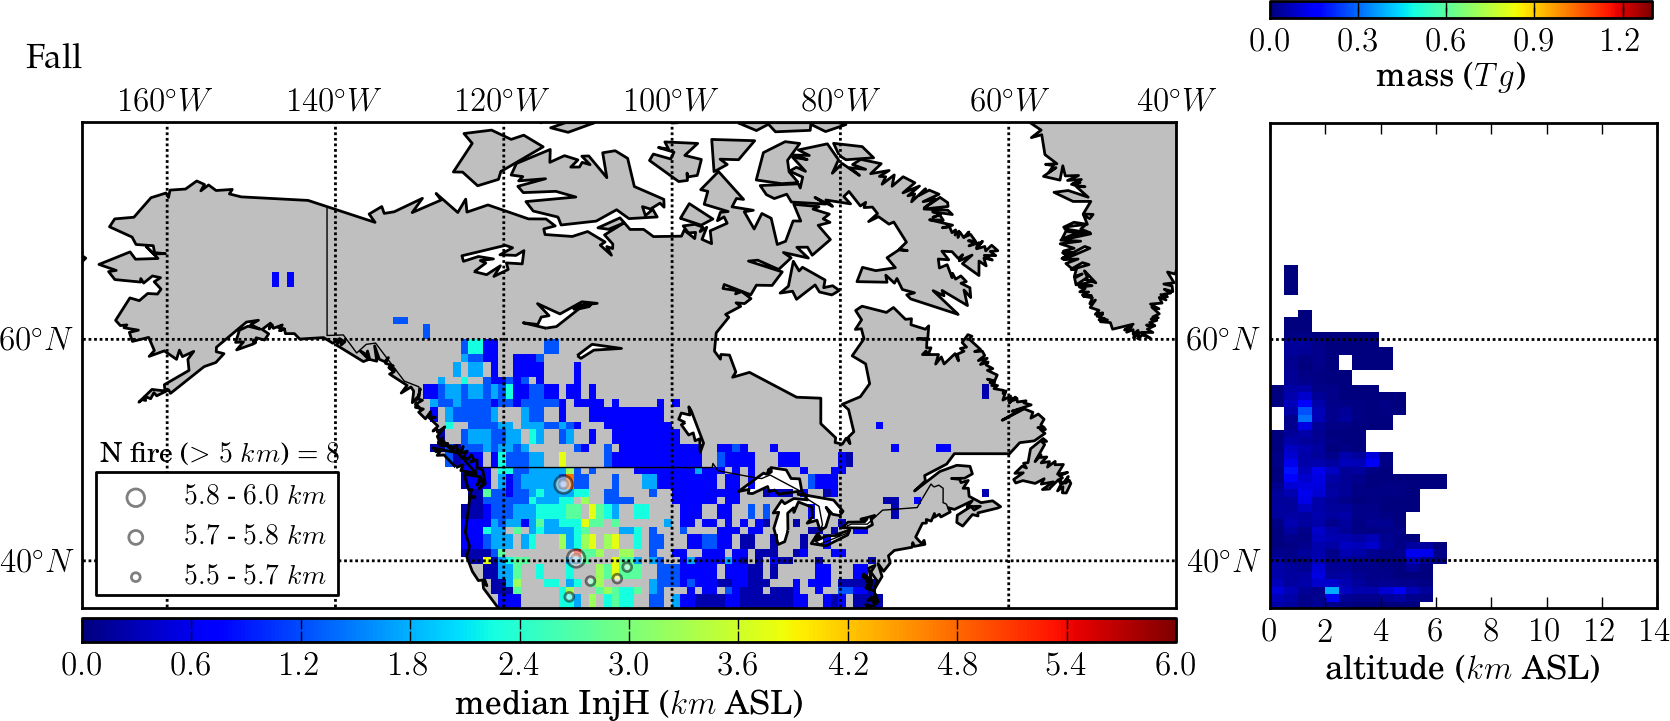 Fall
0.0 0.3 0.6 0.9 1.2
mass (Tg)
160°W 140°W 120°W 100°W 80°W 60°W 40°W
60°N
40°N
N fire (> 5 km) = 8
5.8 - 6.0 km
5.7 - 5.8 km
5.5 - 5.7 km
0.0 0.6 1.2 1.8 2.4 3.0 3.6 4.2 4.8 5.4 6.0
median InjH (km ASL)
60°N
40°N
0 2 4 6 8 10 12 14
altitude (km ASL)